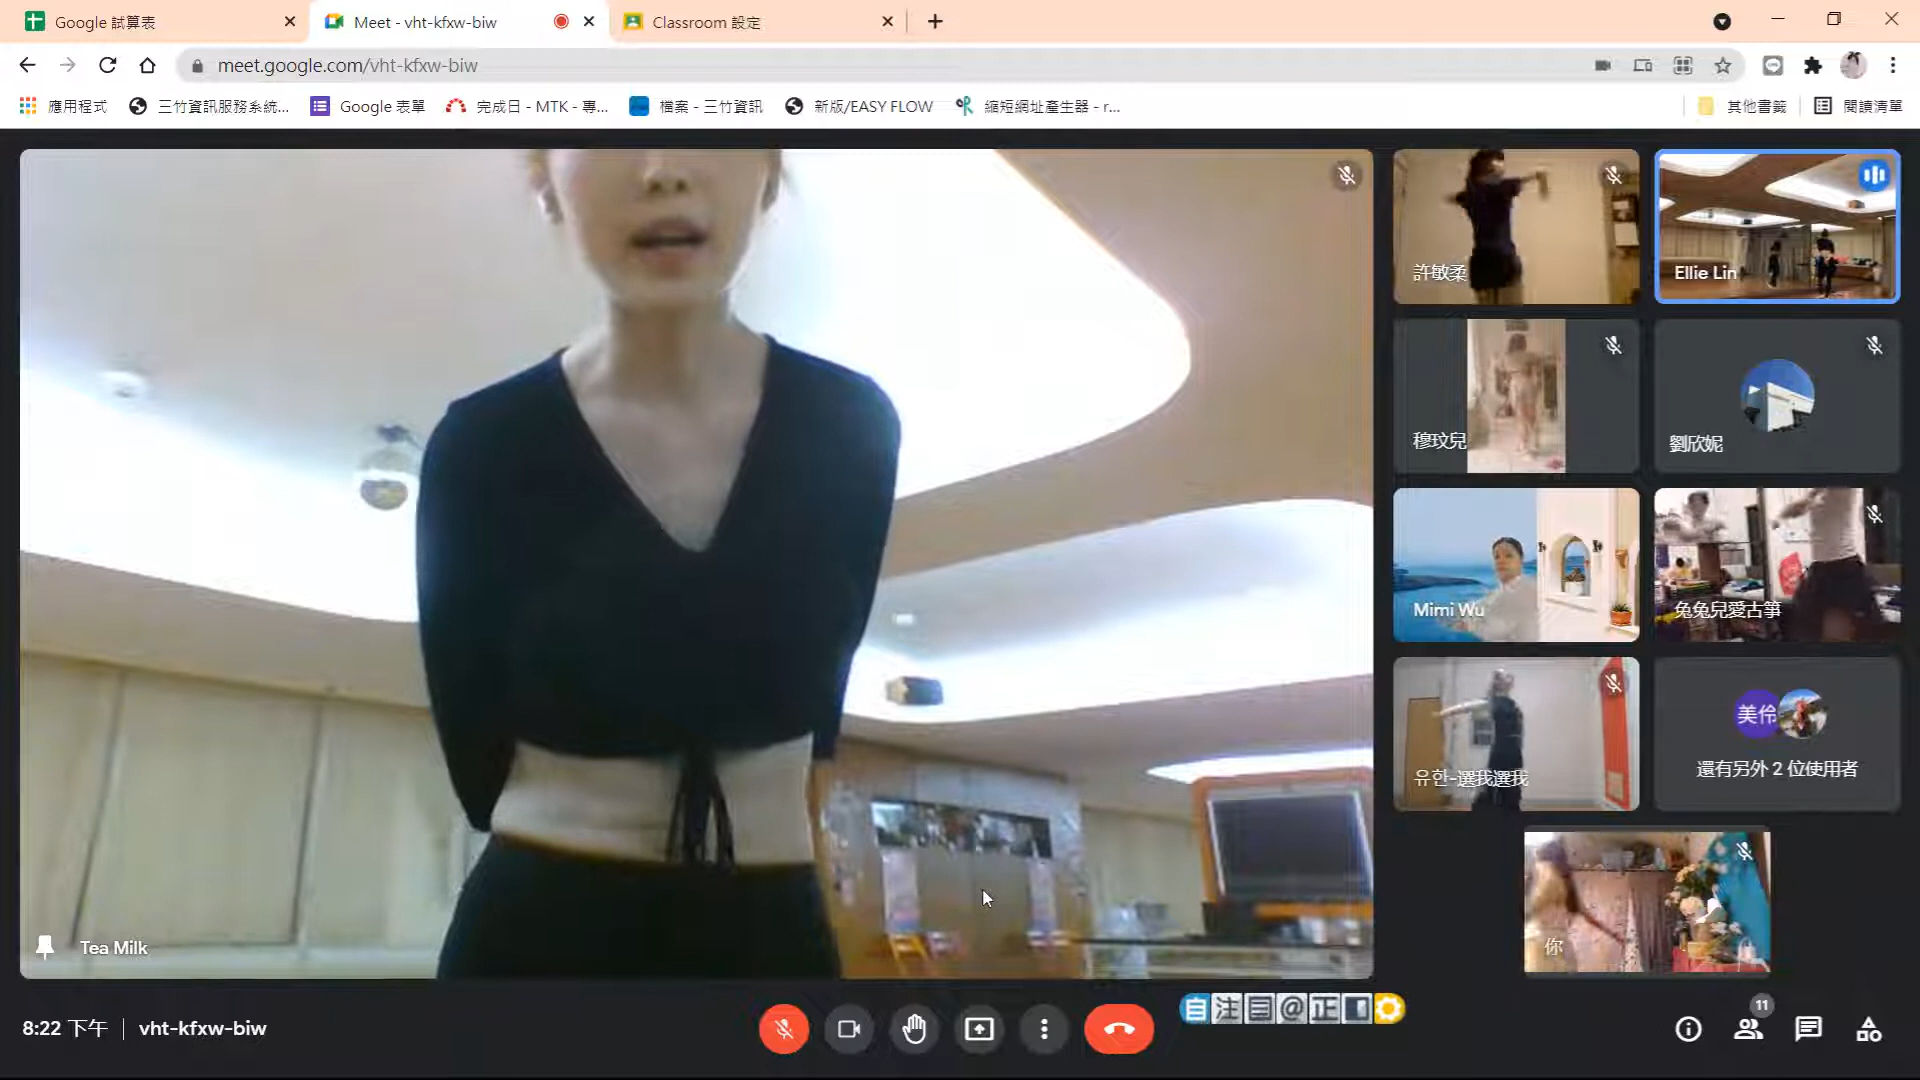 Google 試算表
Meet - vht-kfxw-biw
Classroom 設定
meet.google.com/vht-kfxw-biw
應用程式
三竹資訊服務系統...
Google 表單
完成日 - MTK - 專...
檔案 - 三竹資訊
新版/EASY FLOW
縮短網址產生器 - r...
其他書籤
閱讀清單
許敏柔
Ellie Lin
穆玟兒
劉欣妮
Mimi Wu
兔兔兒愛古箏
유한-選我選我
美伶
還有另外 2 位使用者
你
Tea Milk
8:22 下午
vht-kfxw-biw
注
@
正
11